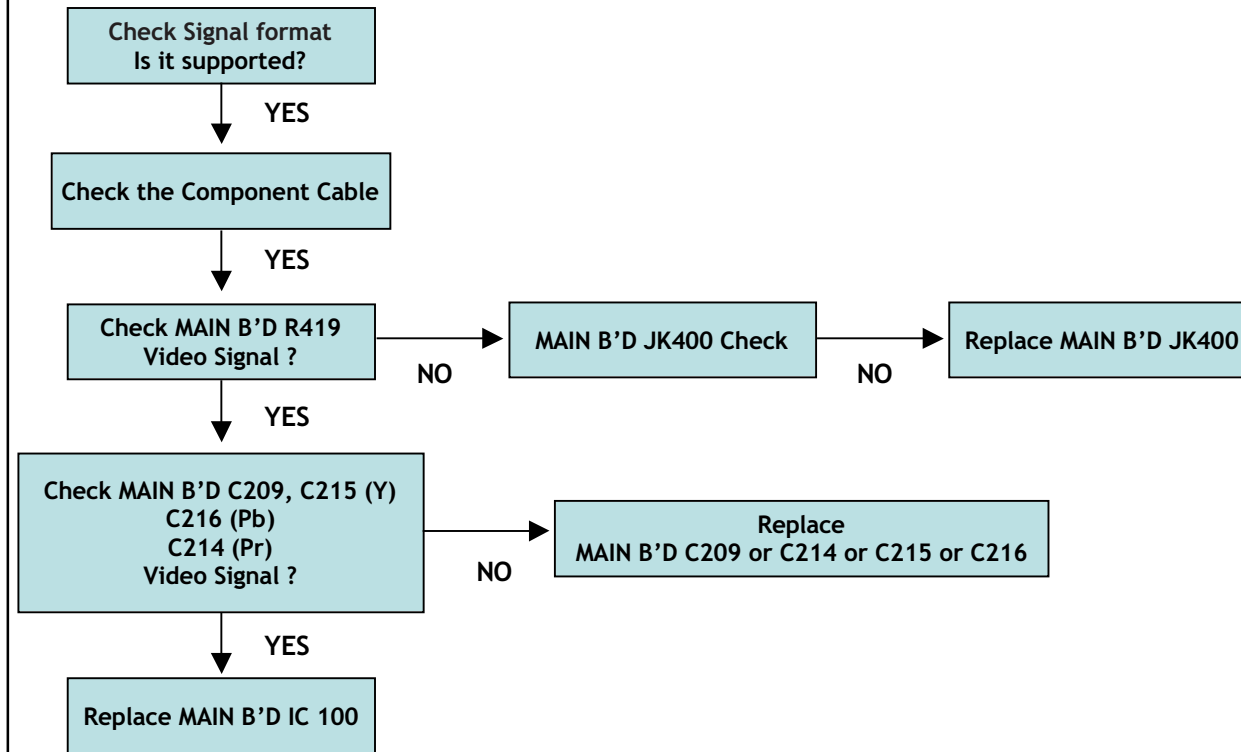 Check Signal format
Is it supported?
YES
Check the Component Cable
YES
Check MAIN B’D R419
Video Signal ?
NO
MAIN B’D JK400 Check
NO
Replace MAIN B’D JK400
YES
Check MAIN B’D C209, C215 (Y)
C216 (Pb)
C214 (Pr)
Video Signal ?
NO
Replace
MAIN B’D C209 or C214 or C215 or C216
YES
Replace MAIN B’D IC 100